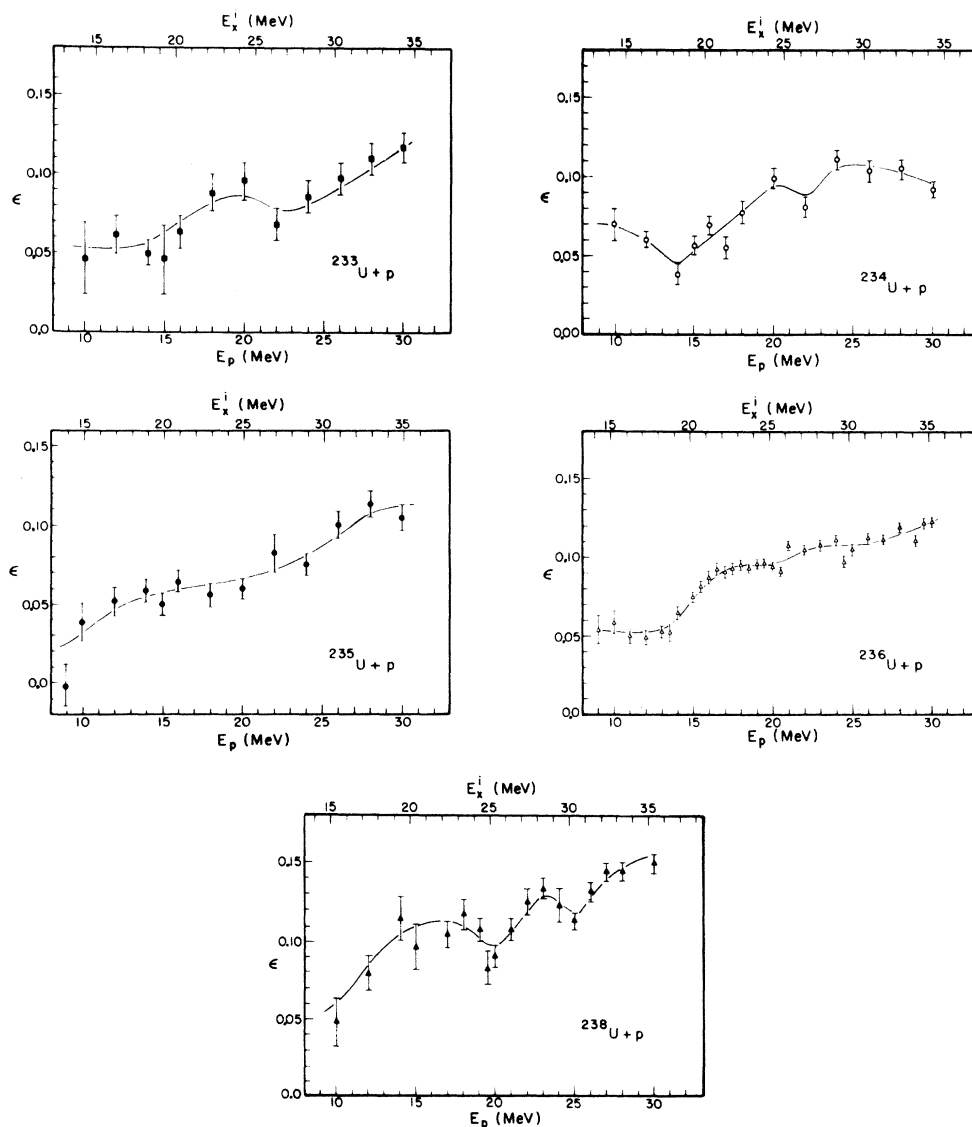 E_x^i (MeV)
15 20 25 30 35
0.15
0.10
ϵ
0.05
0.0
²³³U + p
10 15 20 25 30
E_p (MeV)
E_x^i (MeV)
15 20 25 30 35
0.15
0.10
ϵ
0.05
0.00
²³⁴U + p
10 15 20 25 30
E_p (MeV)
E_x^i (MeV)
15 20 25 30 35
0.15
0.10
ϵ
0.05
0.0
²³⁵U + p
10 15 20 25 30
E_p (MeV)
E_x^i (MeV)
15 20 25 30 35
0.15
0.10
ϵ
0.05
0.0
²³⁶U + p
10 15 20 25 30
E_p (MeV)
E_x^i (MeV)
15 20 25 30 35
0.15
0.10
ϵ
0.05
0.0
²³⁸U + p
10 15 20 25 30
E_p (MeV)